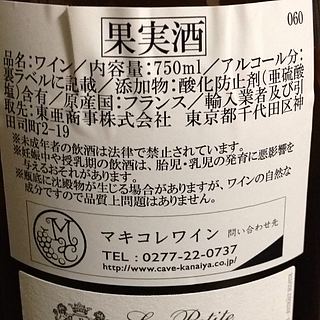 060
果実酒
品名:ワイン/内容量:750ml/アルコール分:
裏ラベルに記載/添加物:酸化防止剤(亜硫酸
塩)含有/原産国:フランス/輸入業者及び引
取先:東亜商事株式会社 東京都千代田区神
田司町2-19
※未成年者の飲酒は法律で禁止されています。
※妊娠中や授乳期の飲酒は、胎児・乳児の発育に悪影響を
与えるおそれがあります。
※瓶底に沈殿物が生じる場合がありますが、ワインの自然な
成分ですので品質上問題はありません。
M
マキコレワイン 問い合わせ先
TEL:0277-22-0737
http://www.cave-kanaiya.co.jp/
La Petite